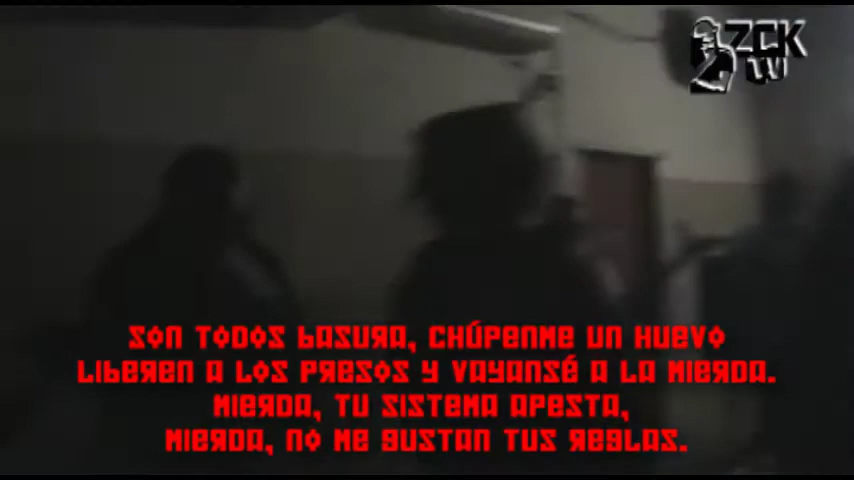 ZCK
TV
SON TODOS BASURA, CHÚPENME UN HUEVO
LIBEREN A LOS PRESOS Y VAYANSÉ A LA MIERDA.
MIERDA, TU SISTEMA APESTA,
MIERDA, NO ME GUSTAN TUS REGLAS.